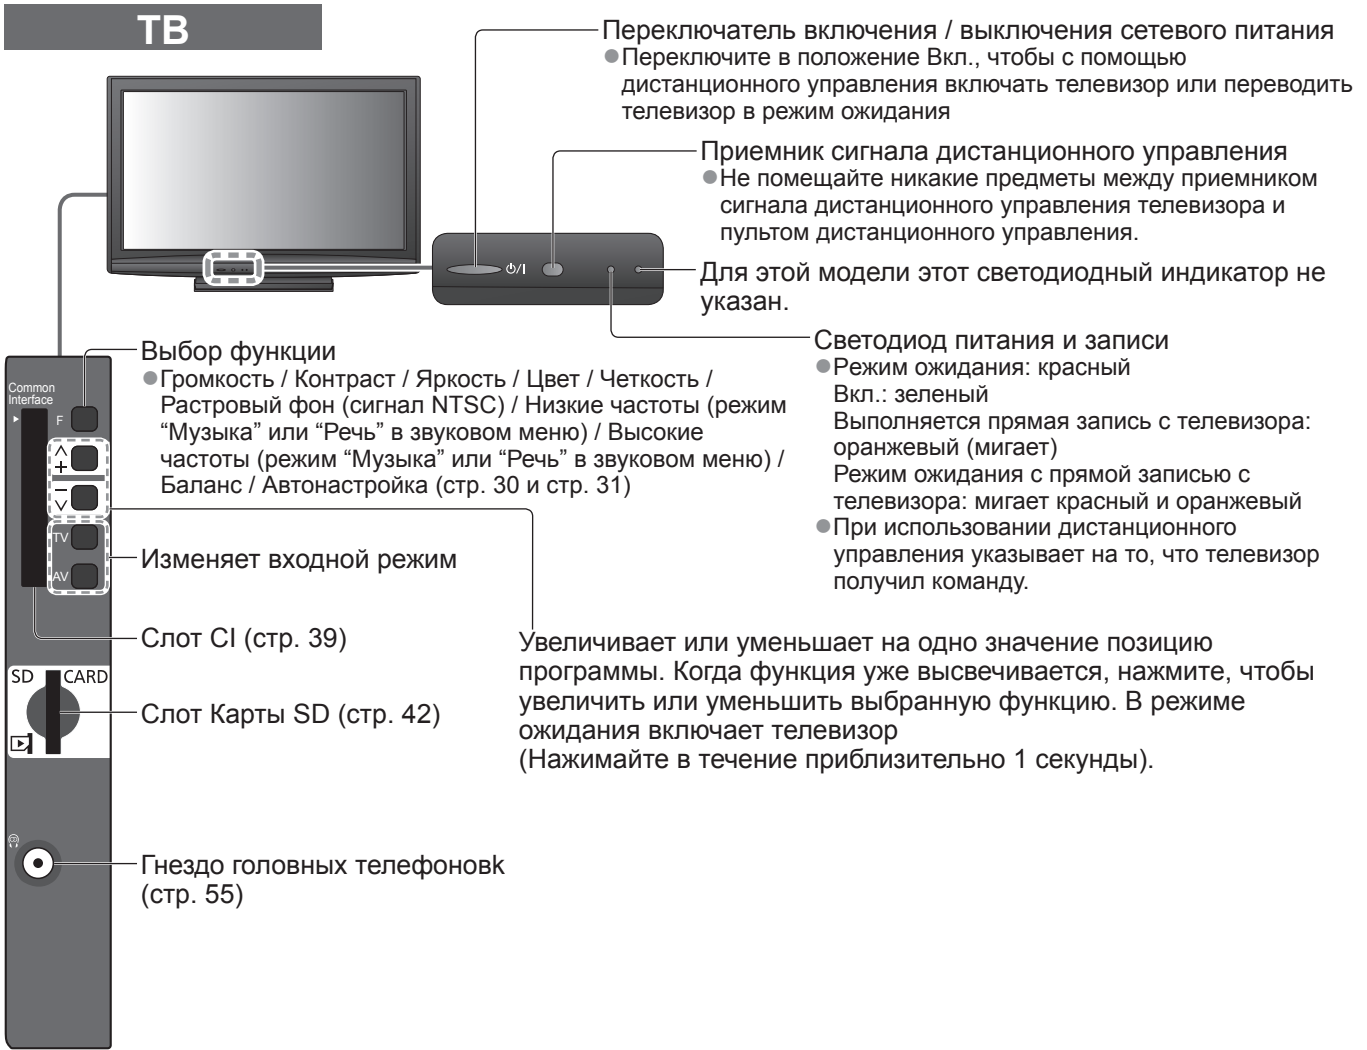 ТВ
Переключатель включения / выключения сетевого питания
●Переключите в положение Вкл., чтобы с помощью
дистанционного управления включать телевизор или переводить
телевизор в режим ожидания
Приемник сигнала дистанционного управления
●Не помещайте никакие предметы между приемником
сигнала дистанционного управления телевизора и
пультом дистанционного управления.
Для этой модели этот светодиодный индикатор не
указан.
Светодиод питания и записи
●Режим ожидания: красный
Вкл.: зеленый
Выполняется прямая запись с телевизора:
оранжевый (мигает)
Режим ожидания с прямой записью с
телевизора: мигает красный и оранжевый
●При использовании дистанционного
управления указывает на то, что телевизор
получил команду.
Выбор функции
●Громкость / Контраст / Яркость / Цвет / Четкость /
Растровый фон (сигнал NTSC) / Низкие частоты (режим
“Музыка” или “Речь” в звуковом меню) / Высокие
частоты (режим “Музыка” или “Речь” в звуковом меню) /
Баланс / Автонастройка (стр. 30 и стр. 31)
Common
Interface
F
+
−
TV
AV
Изменяет входной режим
Слот CI (стр. 39)
SD CARD
Слот Карты SD (стр. 42)
Увеличивает или уменьшает на одно значение позицию
программы. Когда функция уже высвечивается, нажмите, чтобы
увеличить или уменьшить выбранную функцию. В режиме
ожидания включает телевизор
(Нажимайте в течение приблизительно 1 секунды).
Гнездо головных телефоновk
(стр. 55)